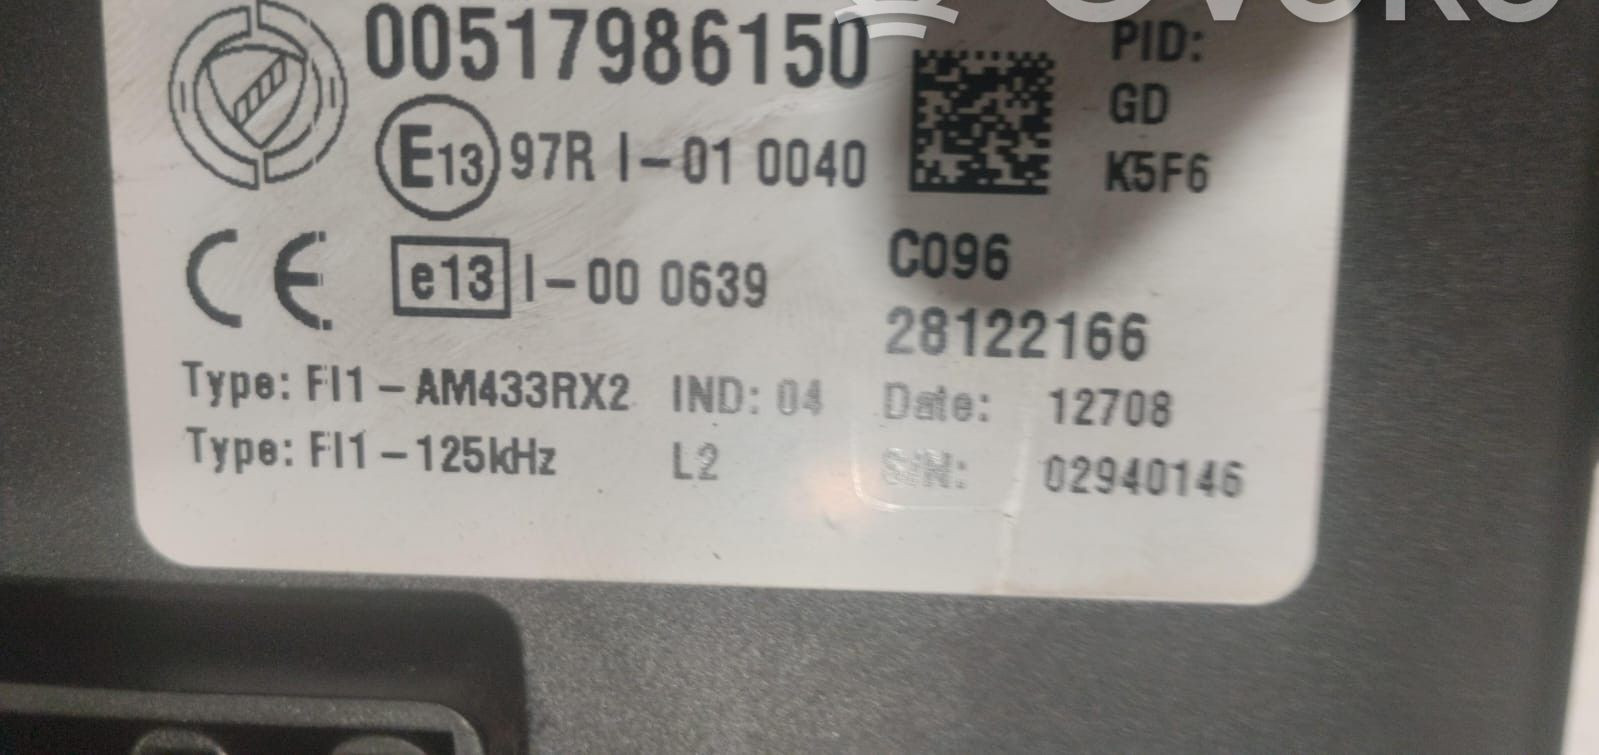 00517986150
PID:
GD
K5F6
E13 97R I-01 0040
CE e13 I-00 0639
C096
28122166
Type: FI1-AM433RX2 IND: 04 Date: 12708
Type: FI1-125kHz L2 S/N: 02940146